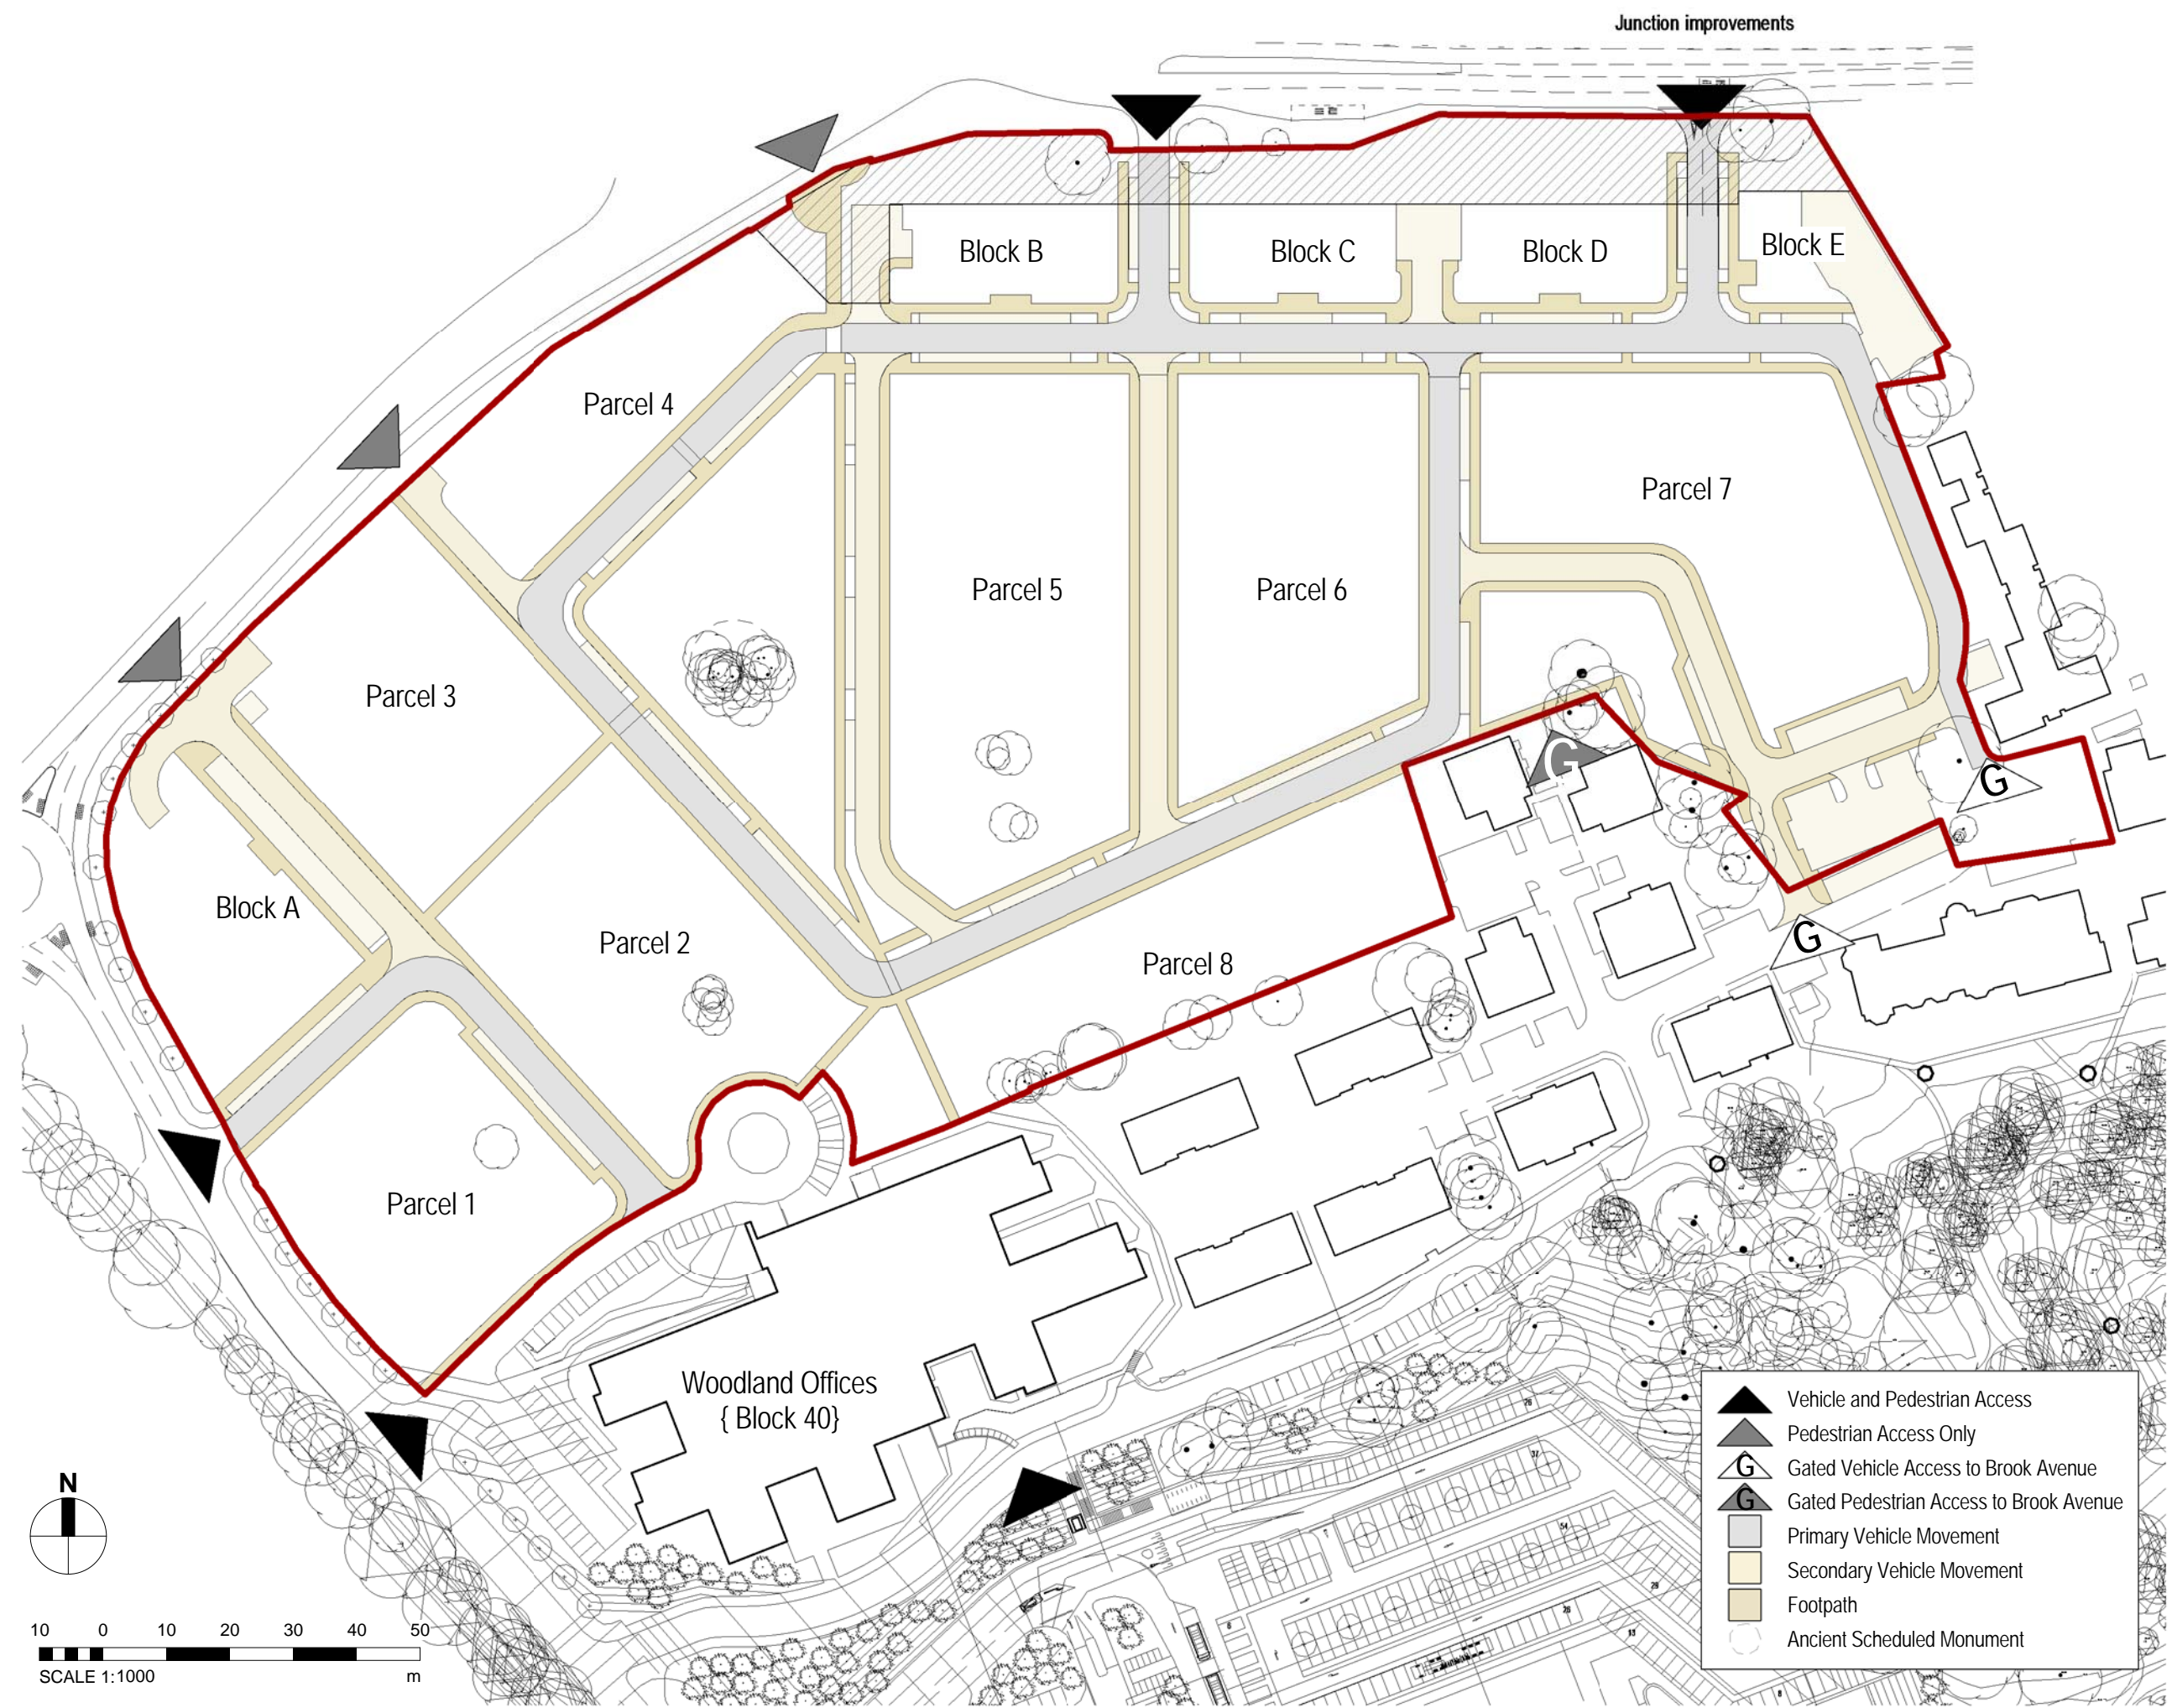 Junction improvements
Block B
Block C
Block D
Block E
Parcel 4
Parcel 7
Parcel 5
Parcel 6
Parcel 3
G
G
Block A
Parcel 2
Parcel 8
G
Parcel 1
Woodland Offices
{ Block 40}
N
10 0 10 20 30 40 50
SCALE 1:1000 m
Vehicle and Pedestrian Access
Pedestrian Access Only
G Gated Vehicle Access to Brook Avenue
G Gated Pedestrian Access to Brook Avenue
Primary Vehicle Movement
Secondary Vehicle Movement
Footpath
Ancient Scheduled Monument